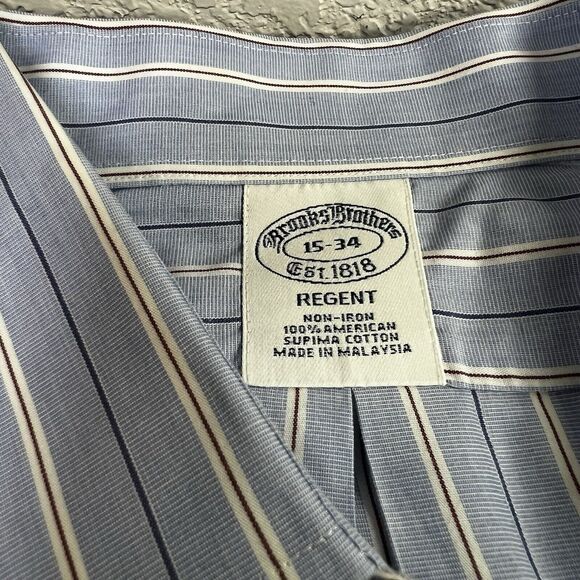 Brooks Brothers
15-34
EST. 1818
REGENT
NON-IRON
100% AMERICAN
SUPIMA COTTON
MADE IN MALAYSIA